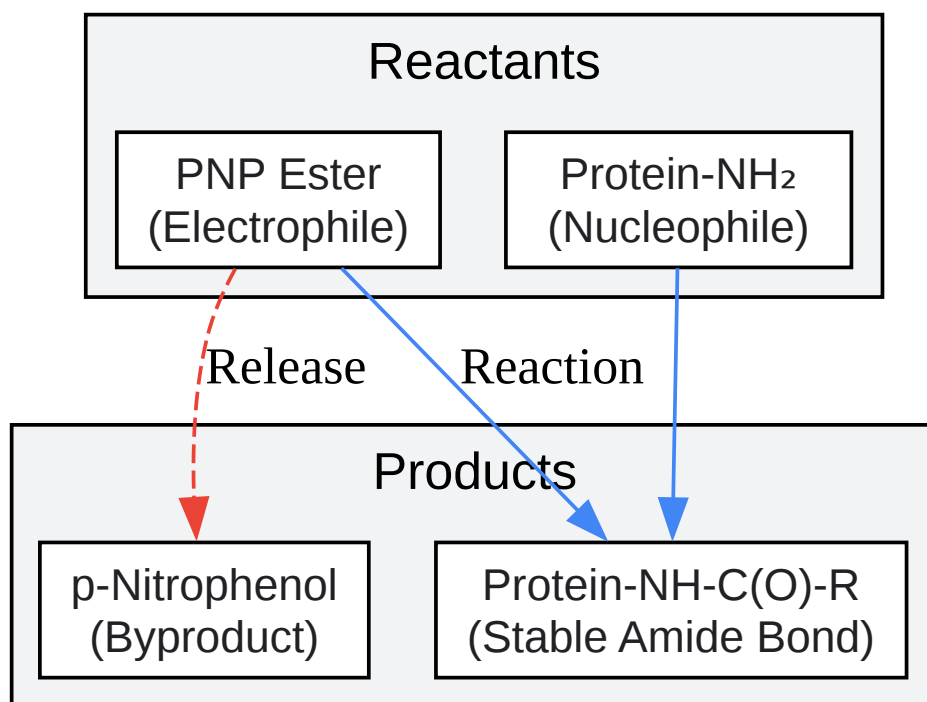 Reactants
PNP Ester
(Electrophile)
Protein-NH₂
(Nucleophile)
Release
Reaction
Products
p-Nitrophenol
(Byproduct)
Protein-NH-C(O)-R
(Stable Amide Bond)